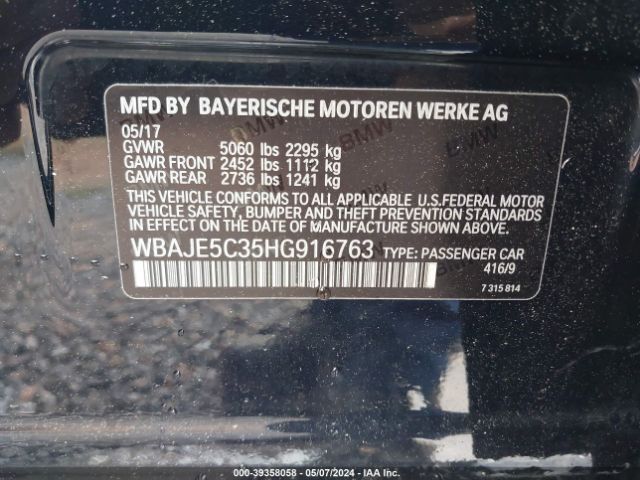 MFD BY BAYERISCHE MOTOREN WERKE AG
05/17
GVWR 5060 lbs 2295 kg
GAWR FRONT 2452 lbs 1112 kg
GAWR REAR 2736 lbs 1241 kg
THIS VEHICLE CONFORMS TO ALL APPLICABLE U.S.FEDERAL MOTOR
VEHICLE SAFETY, BUMPER AND THEFT PREVENTION STANDARDS
IN EFFECT ON THE DATE OF MANUFACTURE SHOWN ABOVE.
WBAJE5C35HG916763 TYPE: PASSENGER CAR
416/9
7 315 814
000-39358058 - 05/07/2024 - IAA Inc.